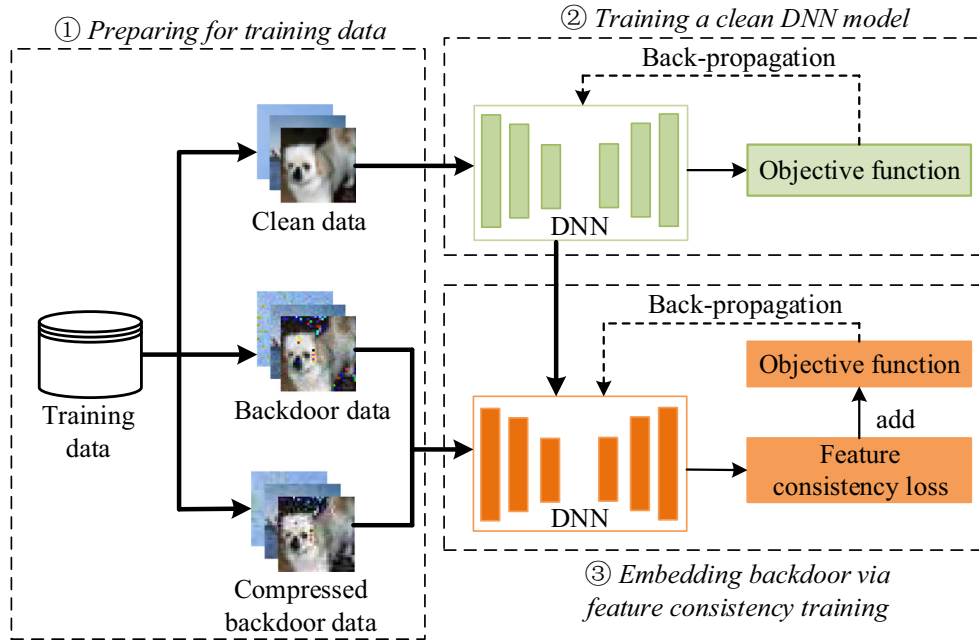 ① Preparing for training data
② Training a clean DNN model
Back-propagation
Clean data
DNN
Objective function
Training
data
Backdoor data
Compressed
backdoor data
Back-propagation
Objective function
add
Feature
consistency loss
DNN
③ Embedding backdoor via
feature consistency training